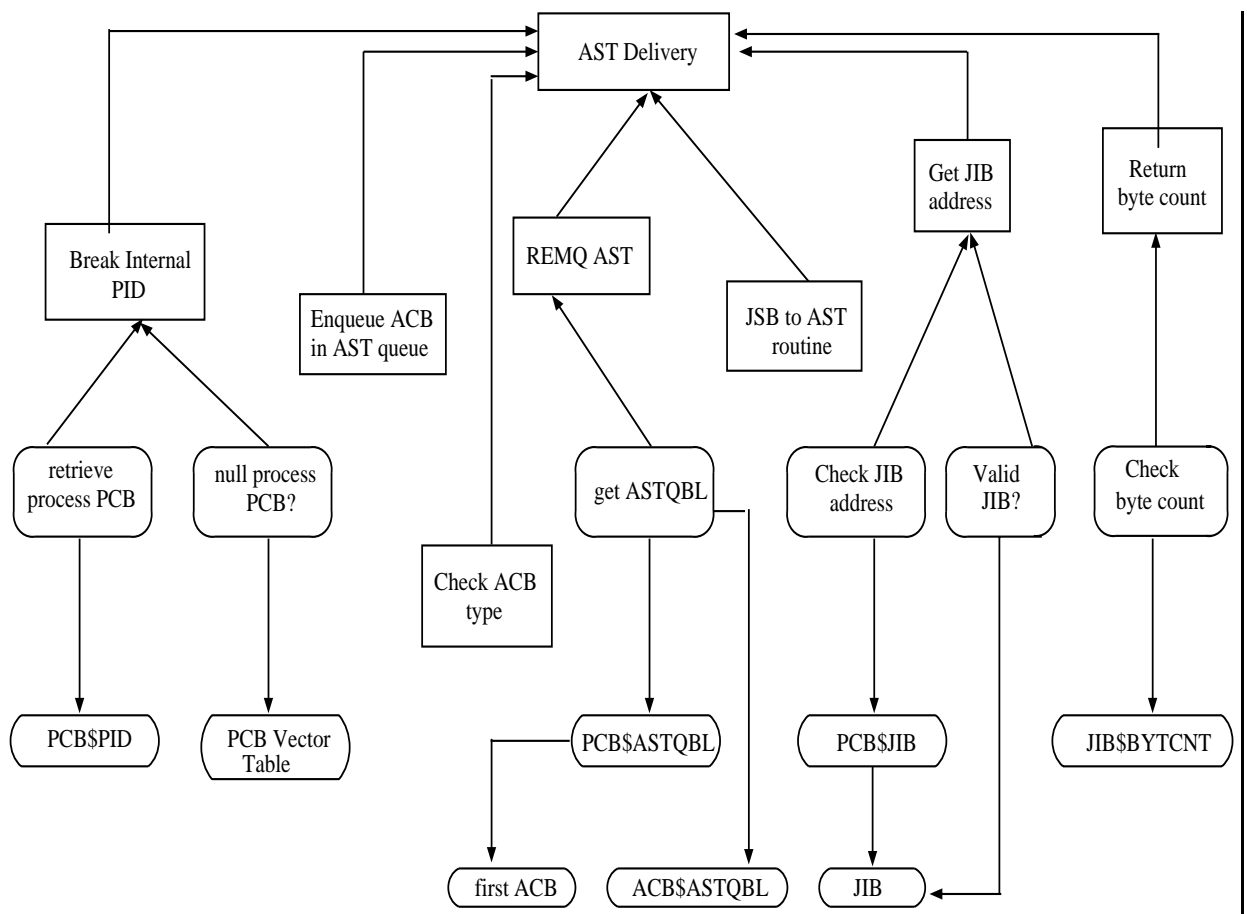 AST Delivery
Get JIB
address
Return
byte count
Break Internal
PID
REMQ AST
Enqueue ACB
in AST queue
JSB to AST
routine
retrieve
process PCB
null process
PCB?
get ASTQBL
Check JIB
address
Valid
JIB?
Check
byte count
Check ACB
type
PCB$PID
PCB Vector
Table
PCB$ASTQBL
PCB$JIB
JIB$BYTCNT
first ACB
ACB$ASTQBL
JIB